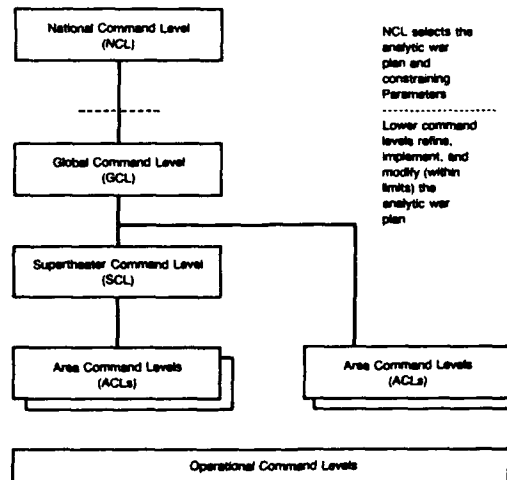 National Command Level
(NCL)
NCL selects the
analytic war
plan and
constraining
Parameters
Lower command
levels refine,
implement, and
modify (within
limits) the
analytic war
plan
Global Command Level
(GCL)
Supertheater Command Level
(SCL)
Area Command Levels
(ACLs)
Area Command Levels
(ACLs)
Operational Command Levels